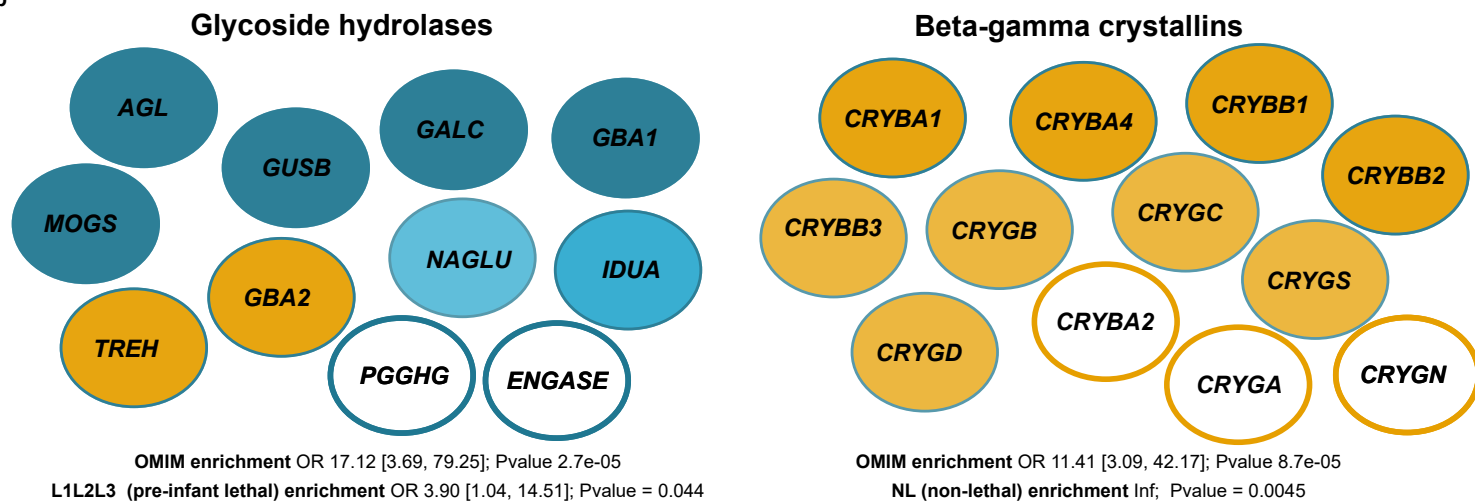 Glycoside hydrolases
AGL
GUSB
GALC
GBA1
MOGS
NAGLU
IDUA
GBA2
TREH
PGGHG
ENGASE
OMIM enrichment OR 17.12 [3.69, 79.25]; Pvalue 2.7e-05
L1L2L3 (pre-infant lethal) enrichment OR 3.90 [1.04, 14.51]; Pvalue = 0.044
Beta-gamma crystallins
CRYBA1
CRYBA4
CRYBB1
CRYBB2
CRYBB3
CRYGB
CRYGC
CRYGS
CRYBA2
CRYGD
CRYGA
CRYGN
OMIM enrichment OR 11.41 [3.09, 42.17]; Pvalue 8.7e-05
NL (non-lethal) enrichment Inf; Pvalue = 0.0045